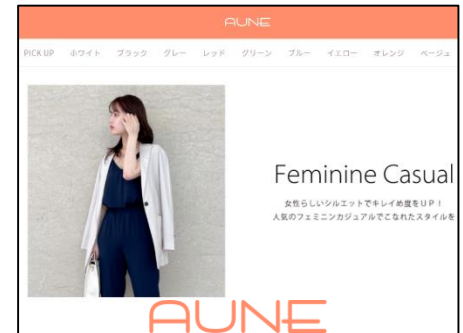 AUNE
PICK UP ホワイト ブラック グレー レッド グリーン ブルー イエロー オレンジ ベージュ
Feminine Casual
女性らしいシルエットでキレイめ度をUP！
人気のフェミニンカジュアルでこなれたスタイルを
AUNE